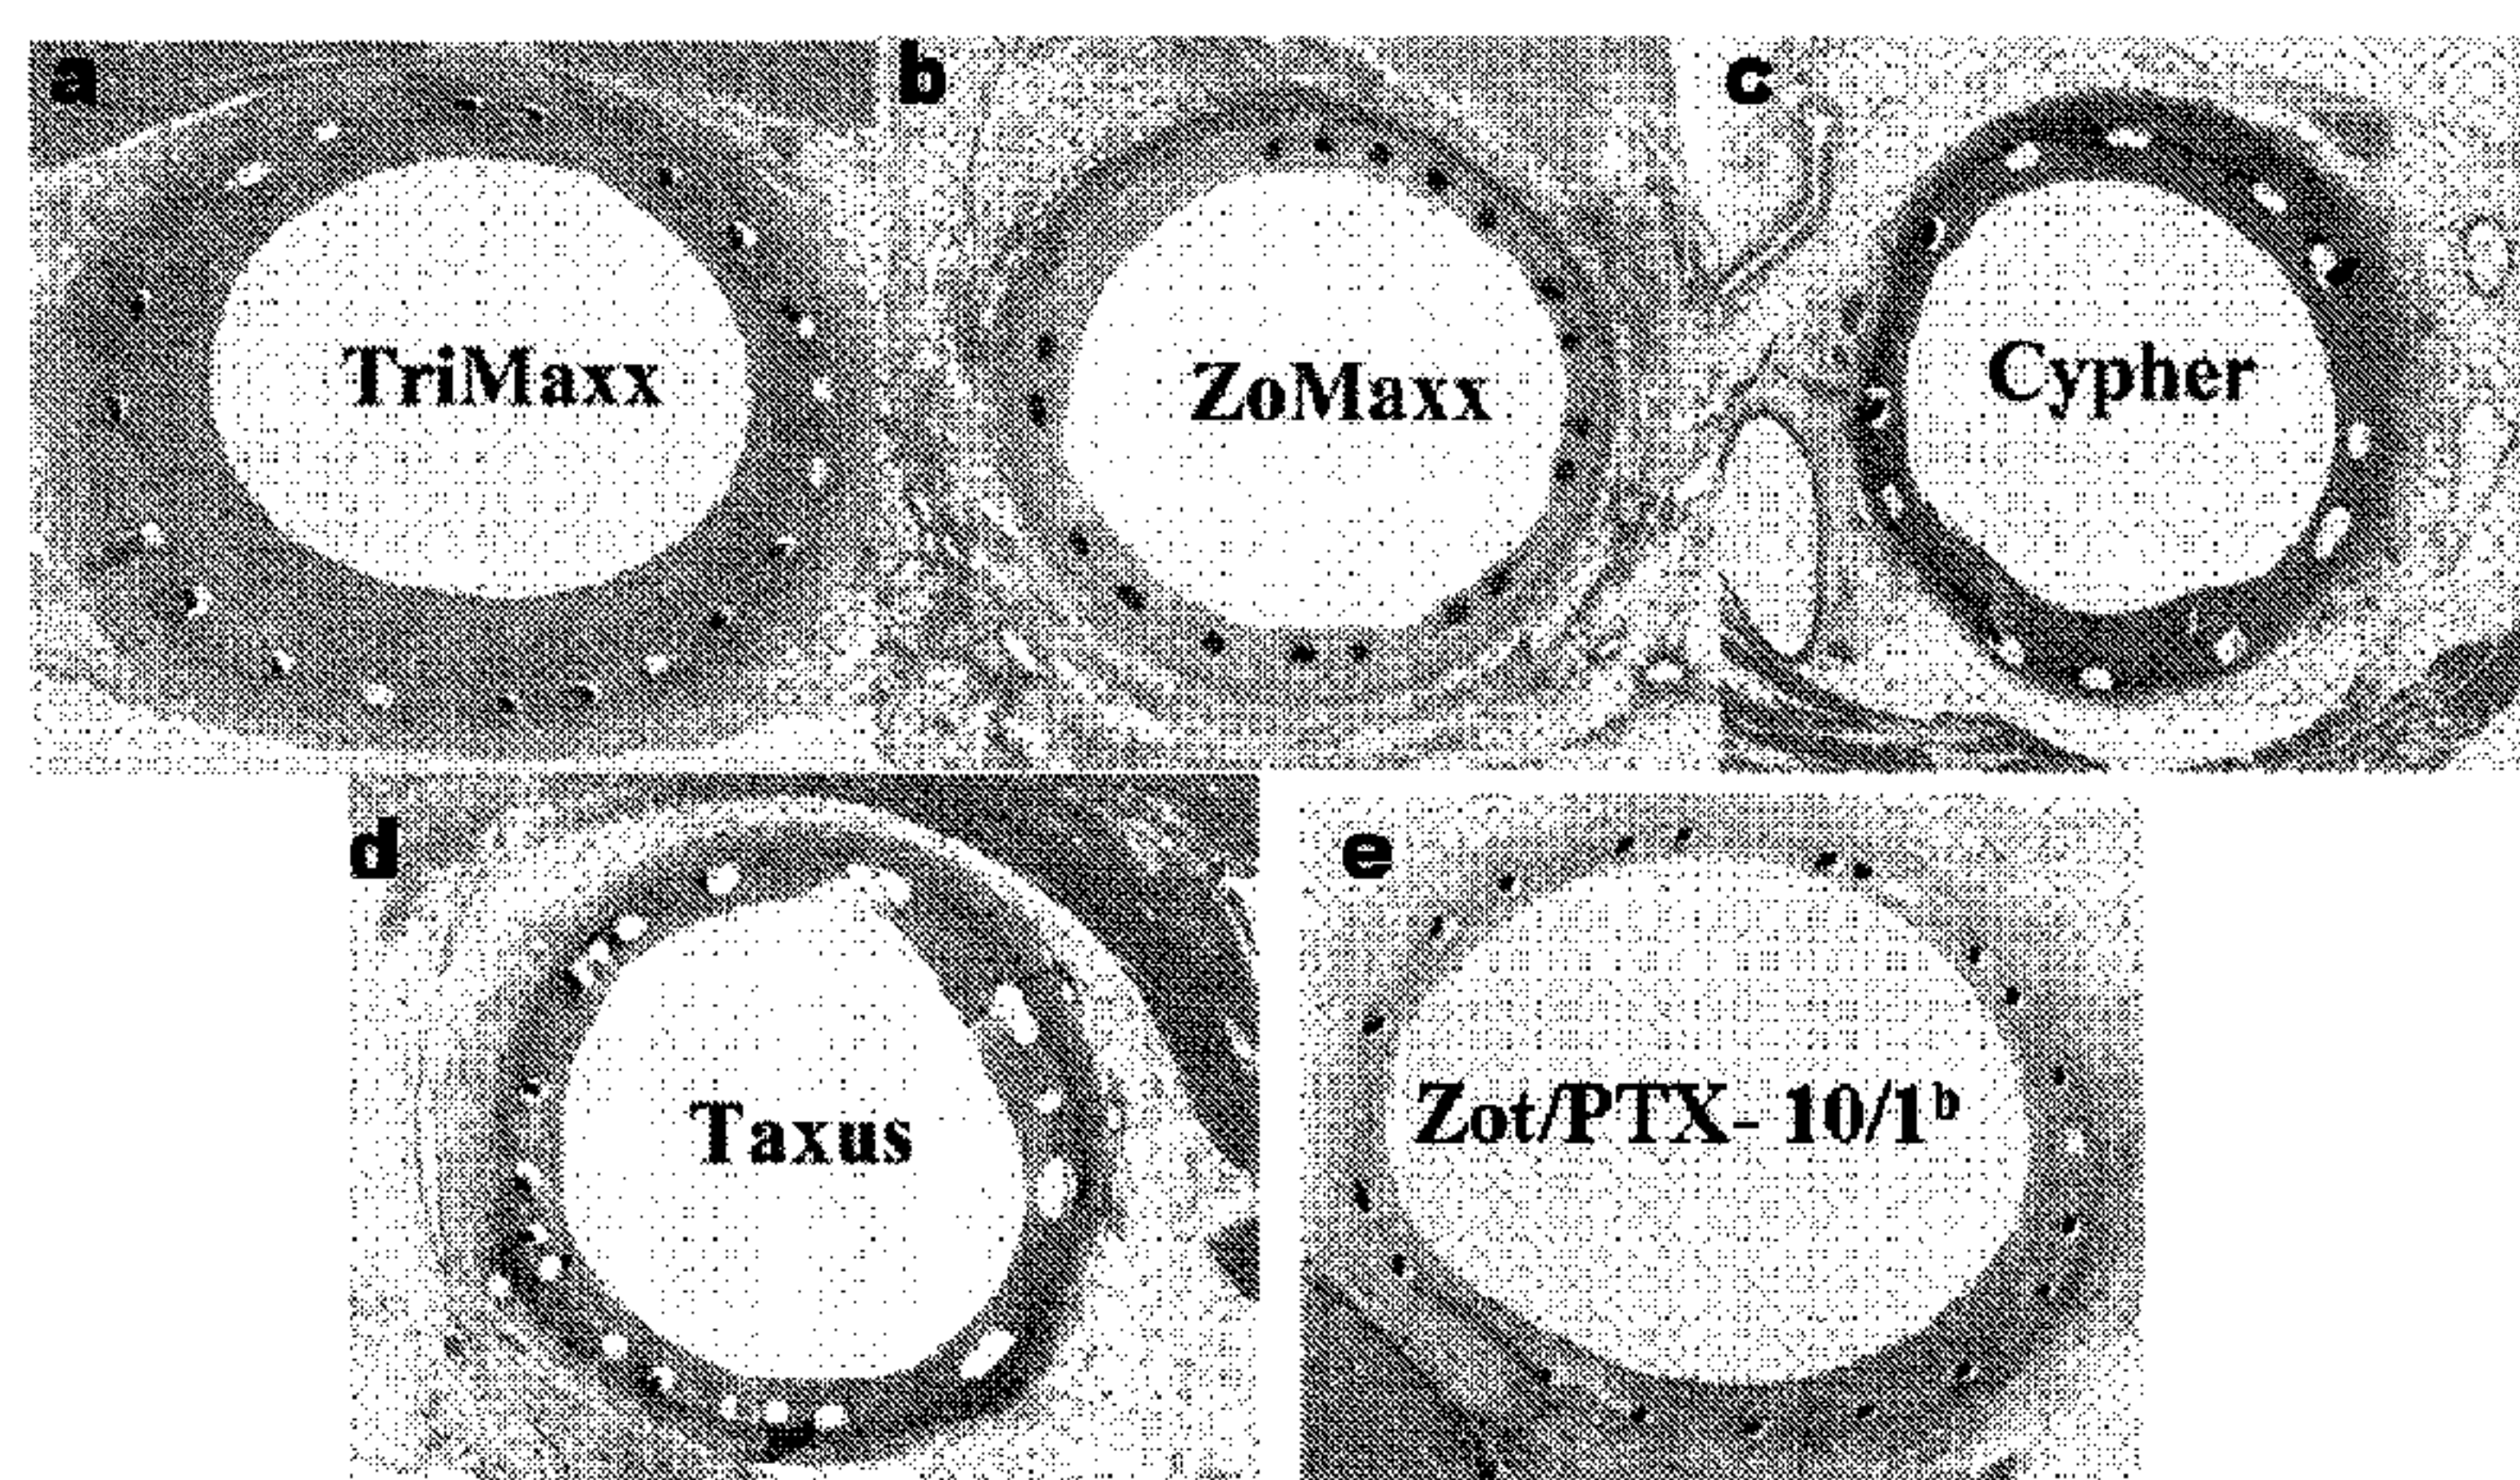 a
b
c
TriMaxx
ZoMaxx
Cypher
d
e
Taxus
Zot/PTX- 10/1ᵇ